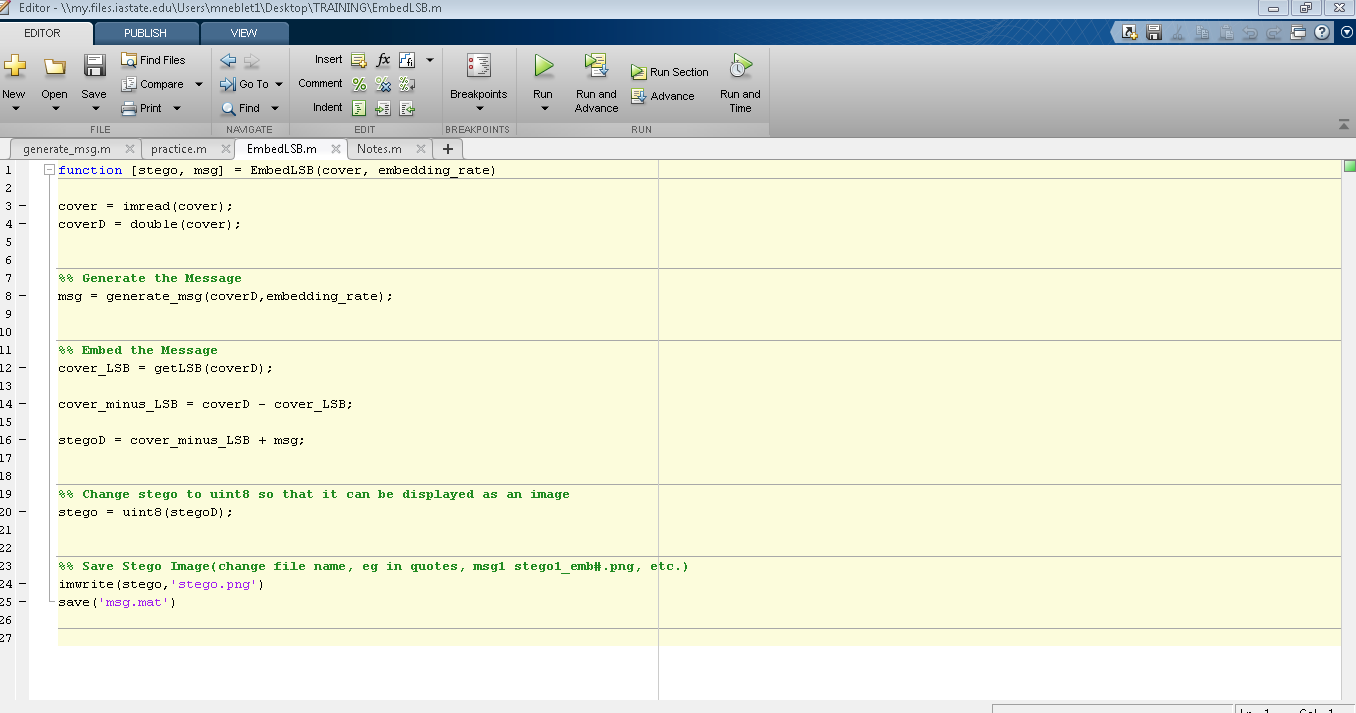 Editor - \\my.files.iastate.edu\Users\mneblet1\Desktop\TRAINING\EmbedLSB.m
EDITOR PUBLISH VIEW
New Open Save Find Files Compare Print
FILE
Go To Find
NAVIGATE
Insert fx
Comment
Indent
EDIT
Breakpoints
BREAKPOINTS
Run Run and Advance Run Section Advance Run and Time
RUN
generate_msg.m practice.m EmbedLSB.m Notes.m +
1 function [stego, msg] = EmbedLSB(cover, embedding_rate)
2
3 cover = imread(cover);
4 coverD = double(cover);
5
6
7 %% Generate the Message
8 msg = generate_msg(coverD,embedding_rate);
9
10
11 %% Embed the Message
12 cover_LSB = getLSB(coverD);
13
14 cover_minus_LSB = coverD - cover_LSB;
15
16 stegoD = cover_minus_LSB + msg;
17
18
19 %% Change stego to uint8 so that it can be displayed as an image
20 stego = uint8(stegoD);
21
22
23 %% Save Stego Image(change file name, eg in quotes, msg1 stego1_emb#.png, etc.)
24 imwrite(stego,'stego.png')
25 save('msg.mat')
26
27